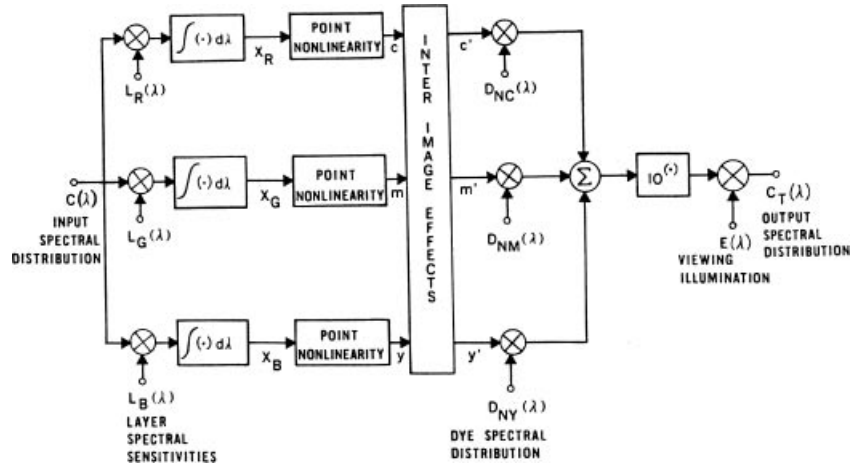 ∫(·)dλ
X_R
POINT
NONLINEARITY
c
L_R(λ)
INTER IMAGE EFFECTS
c'
D_NC(λ)
C(λ)
INPUT
SPECTRAL
DISTRIBUTION
∫(·)dλ
X_G
POINT
NONLINEARITY
m
L_G(λ)
m'
D_NM(λ)
Σ
10^(·)
C_T(λ)
OUTPUT
SPECTRAL
DISTRIBUTION
E(λ)
VIEWING
ILLUMINATION
∫(·)dλ
X_B
POINT
NONLINEARITY
y
L_B(λ)
LAYER
SPECTRAL
SENSITIVITIES
y'
D_NY(λ)
DYE SPECTRAL
DISTRIBUTION